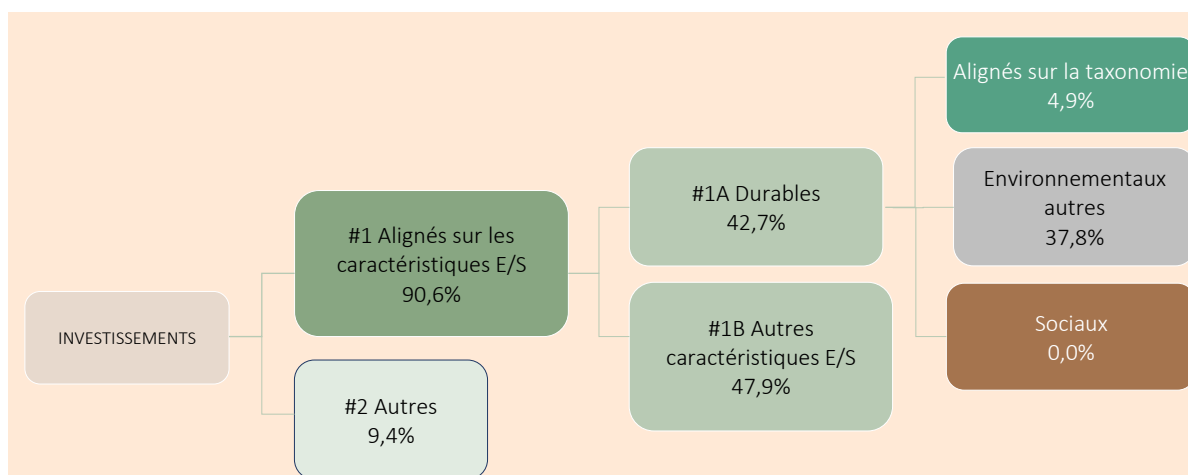 INVESTISSEMENTS
#1 Alignés sur les
caractéristiques E/S
90,6%
#2 Autres
9,4%
#1A Durables
42,7%
#1B Autres
caractéristiques E/S
47,9%
Alignés sur la taxonomie
4,9%
Environnementaux
autres
37,8%
Sociaux
0,0%